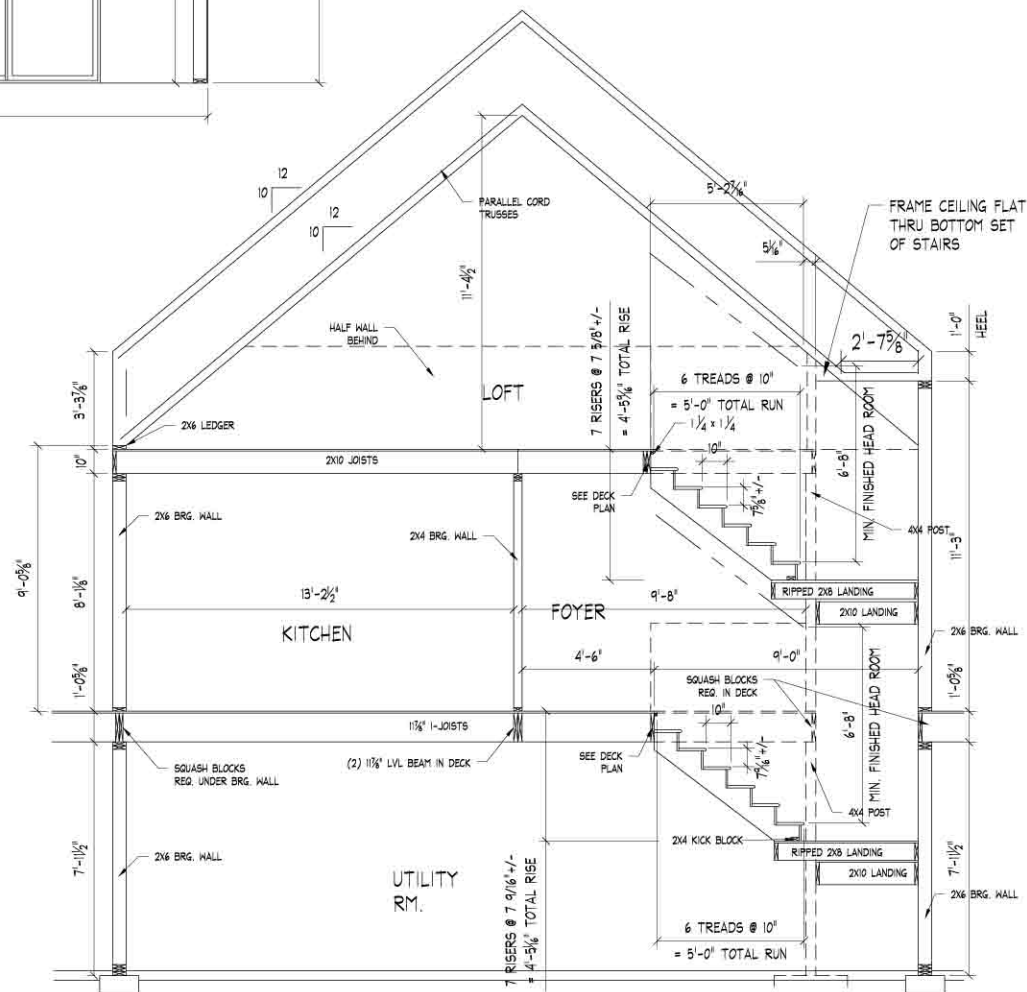 12
10
12
10
PARALLEL CORD
TRUSSES
5'-2 7/16"
FRAME CEILING FLAT
THRU BOTTOM SET
OF STAIRS
11'-4 1/2"
HALF WALL
BEHIND
LOFT
7 RISERS @ 7 5/8"+/-
= 4'-5 5/16" TOTAL RISE
1'-0"
HEEL
2'-7 5/8"
6 TREADS @ 10"
= 5'-0" TOTAL RUN
1 1/4 x 1 1/4
10"
3'-3 7/8"
2X6 LEDGER
10"
2X10 JOISTS
SEE DECK
PLAN
7 5/8"+/-
6'-8"
MIN. FINISHED HEAD ROOM
4X4 POST
11'-3"
2X6 BRG. WALL
2X4 BRG. WALL
9'-0 5/8"
8'-1 1/8"
13'-2 1/2"
KITCHEN
FOYER
9'-8"
RIPPED 2X8 LANDING
2X10 LANDING
2X6 BRG. WALL
4'-6"
9'-0"
SQUASH BLOCKS
REQ. IN DECK
10"
1'-0 5/8"
1'-0 5/8"
11 7/8" I-JOISTS
SQUASH BLOCKS
REQ. UNDER BRG. WALL
(2) 11 7/8" LVL BEAM IN DECK
SEE DECK
PLAN
7 9/16"+/-
6'-8"
MIN. FINISHED HEAD ROOM
4X4 POST
2X4 KICK BLOCK
RIPPED 2X8 LANDING
2X10 LANDING
7'-11 1/2"
2X6 BRG. WALL
UTILITY
RM.
7 RISERS @ 7 9/16"+/-
= 4'-5 1/16" TOTAL RISE
6 TREADS @ 10"
= 5'-0" TOTAL RUN
7'-11 1/2"
2X6 BRG. WALL